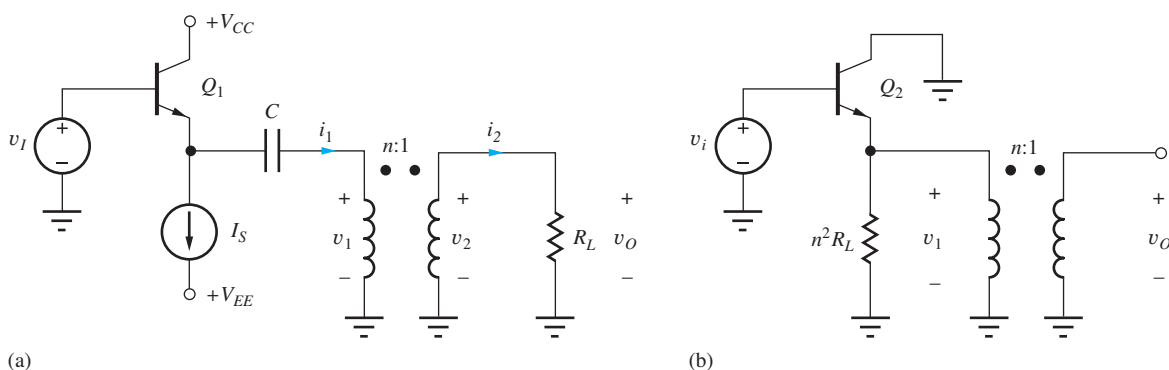 +V_CC
Q_1
C
i_1
n:1
i_2
v_I
+
−
I_S
+
v_1
−
+
v_2
−
R_L
+
v_O
−
+V_EE
(a)
Q_2
v_i
+
−
n:1
n^2R_L
+
v_1
−
+
v_O
−
(b)